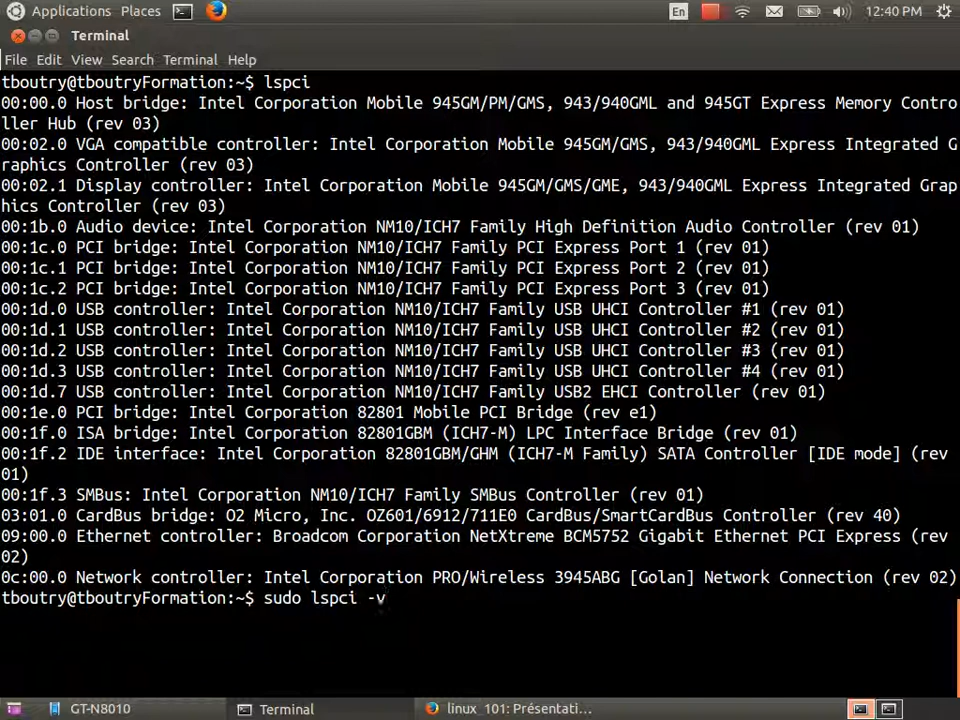 Applications Places En 12:40 PM
Terminal
File Edit View Search Terminal Help
tboutry@tboutryFormation:~$ lspci
00:00.0 Host bridge: Intel Corporation Mobile 945GM/PM/GMS, 943/940GML and 945GT Express Memory Contro
ller Hub (rev 03)
00:02.0 VGA compatible controller: Intel Corporation Mobile 945GM/GMS, 943/940GML Express Integrated G
raphics Controller (rev 03)
00:02.1 Display controller: Intel Corporation Mobile 945GM/GMS/GME, 943/940GML Express Integrated Grap
hics Controller (rev 03)
00:1b.0 Audio device: Intel Corporation NM10/ICH7 Family High Definition Audio Controller (rev 01)
00:1c.0 PCI bridge: Intel Corporation NM10/ICH7 Family PCI Express Port 1 (rev 01)
00:1c.1 PCI bridge: Intel Corporation NM10/ICH7 Family PCI Express Port 2 (rev 01)
00:1c.2 PCI bridge: Intel Corporation NM10/ICH7 Family PCI Express Port 3 (rev 01)
00:1d.0 USB controller: Intel Corporation NM10/ICH7 Family USB UHCI Controller #1 (rev 01)
00:1d.1 USB controller: Intel Corporation NM10/ICH7 Family USB UHCI Controller #2 (rev 01)
00:1d.2 USB controller: Intel Corporation NM10/ICH7 Family USB UHCI Controller #3 (rev 01)
00:1d.3 USB controller: Intel Corporation NM10/ICH7 Family USB UHCI Controller #4 (rev 01)
00:1d.7 USB controller: Intel Corporation NM10/ICH7 Family USB2 EHCI Controller (rev 01)
00:1e.0 PCI bridge: Intel Corporation 82801 Mobile PCI Bridge (rev e1)
00:1f.0 ISA bridge: Intel Corporation 82801GBM (ICH7-M) LPC Interface Bridge (rev 01)
00:1f.2 IDE interface: Intel Corporation 82801GBM/GHM (ICH7-M Family) SATA Controller [IDE mode] (rev
01)
00:1f.3 SMBus: Intel Corporation NM10/ICH7 Family SMBus Controller (rev 01)
03:01.0 CardBus bridge: O2 Micro, Inc. OZ601/6912/711E0 CardBus/SmartCardBus Controller (rev 40)
09:00.0 Ethernet controller: Broadcom Corporation NetXtreme BCM5752 Gigabit Ethernet PCI Express (rev
02)
0c:00.0 Network controller: Intel Corporation PRO/Wireless 3945ABG [Golan] Network Connection (rev 02)
tboutry@tboutryFormation:~$ sudo lspci -v
GT-N8010 Terminal linux_101: Présentati...